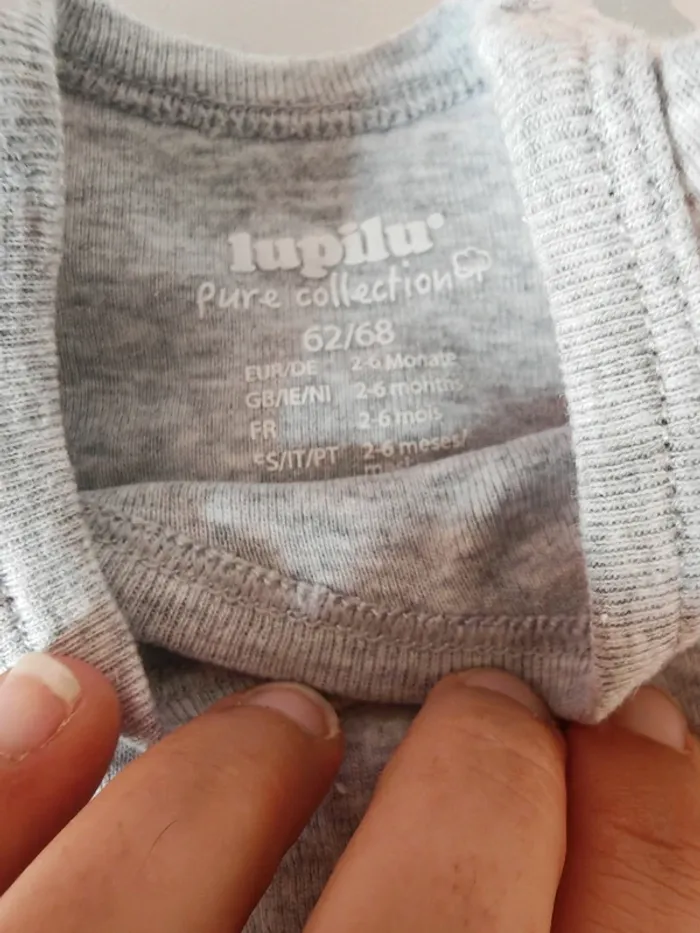 lupilu®
Pure collection
62/68
EUR/DE 2-6 Monate
GB/IE/NI 2-6 months
FR 2-6 mois
ES/IT/PT 2-6 meses/